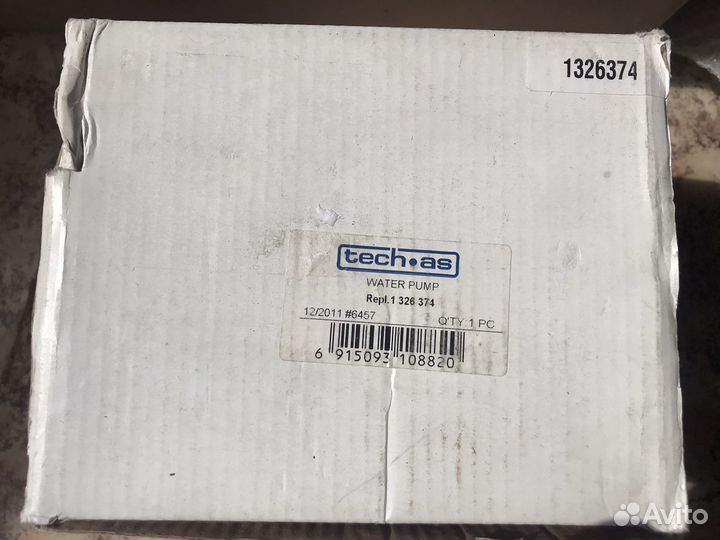 1326374
tech.as
WATER PUMP
Repl.1 326 374
12/2011 #6457 Q'TY:1 PC
6 915093 108820
Avito